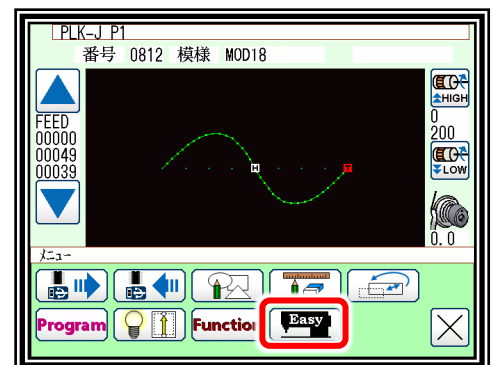 PLK-J P1
番号 0812 模様 MOD18
HIGH
FEED
00000
00049
00039
0
200
LOW
H
T
0.0
メニュー
Program
Function
Easy